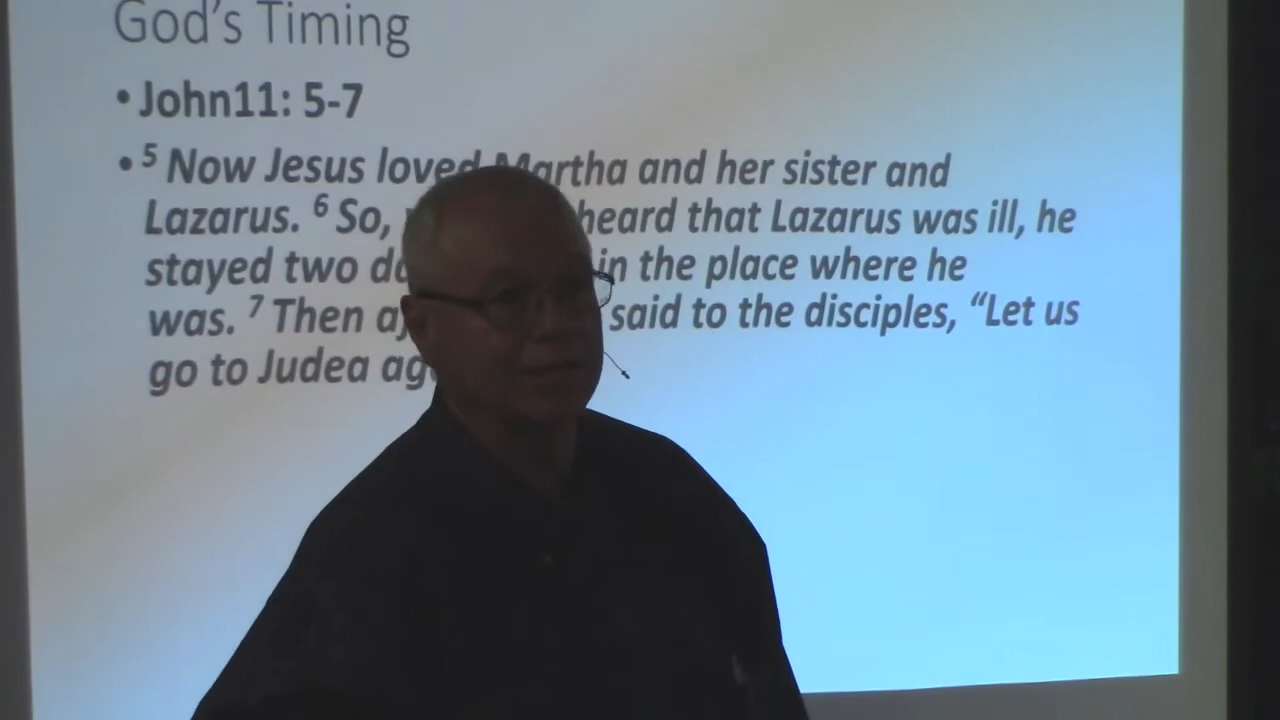 God's Timing
• John11: 5-7
• 5 Now Jesus loved Martha and her sister and
Lazarus. 6 So, heard that Lazarus was ill, he
stayed two in the place where he
was. 7 Then said to the disciples, “Let us
go to Judea